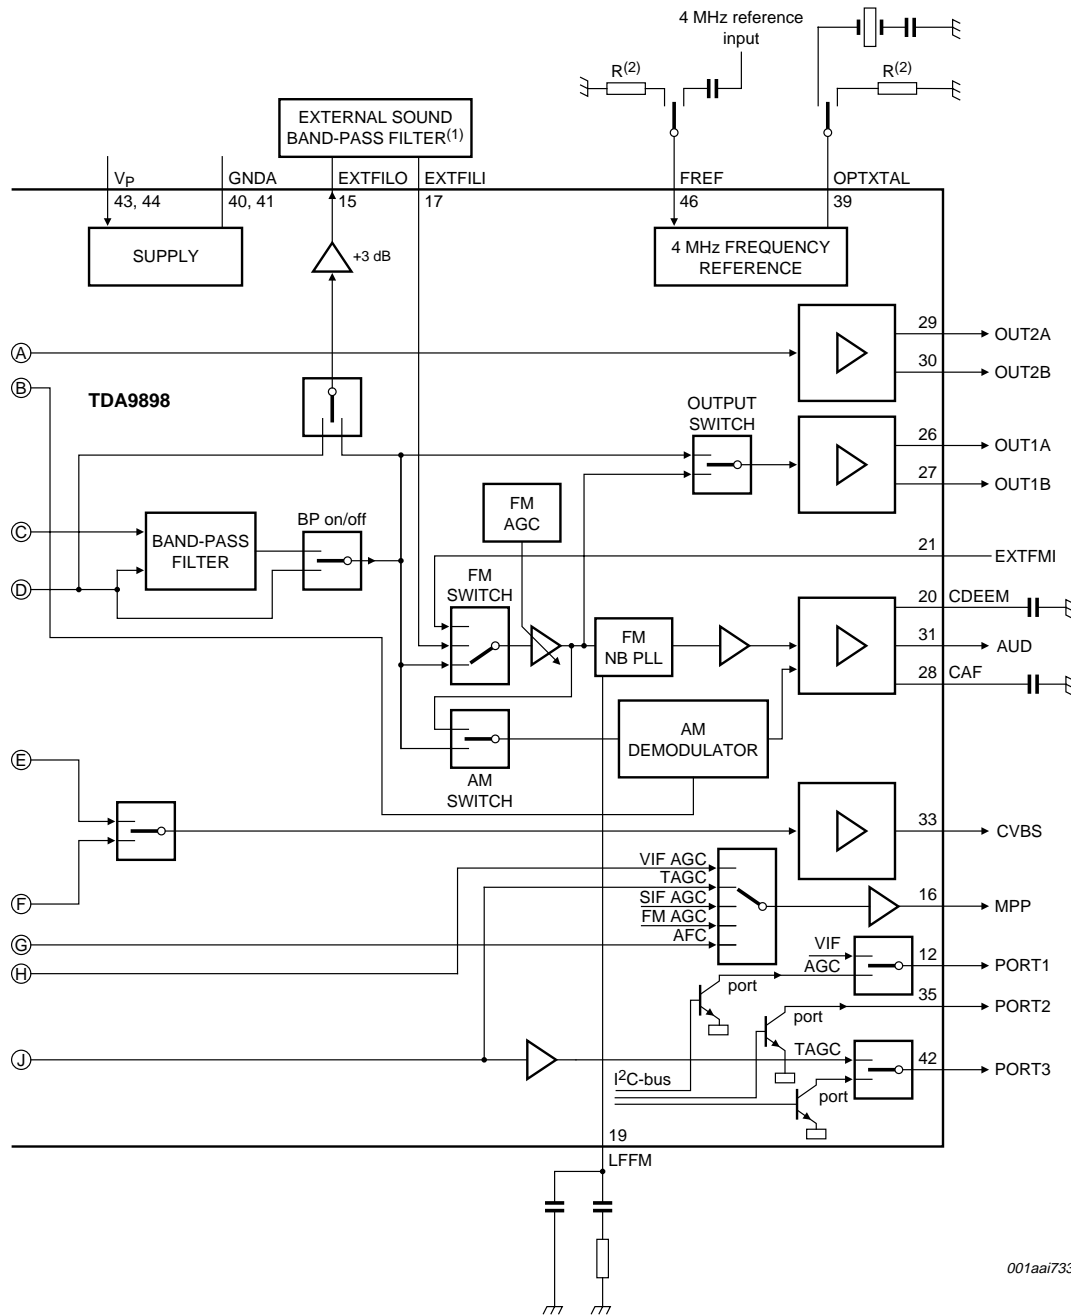 4 MHz reference
input
R(2)
R(2)
EXTERNAL SOUND
BAND-PASS FILTER(1)
VP
GNDA
EXTFILO
EXTFILI
FREF
OPTXTAL
43, 44
40, 41
15
17
46
39
SUPPLY
+3 dB
4 MHz FREQUENCY
REFERENCE
29
OUT2A
A
30
OUT2B
B
TDA9898
OUTPUT
SWITCH
26
OUT1A
27
OUT1B
FM
AGC
C
BP on/off
BAND-PASS
FILTER
21
EXTFMI
D
FM
SWITCH
20
CDEEM
FM
NB PLL
31
AUD
28
CAF
AM
DEMODULATOR
E
AM
SWITCH
33
CVBS
VIF AGC
TAGC
SIF AGC
FM AGC
AFC
16
MPP
F
G
H
VIF
AGC
12
PORT1
port
35
PORT2
port
J
TAGC
42
PORT3
I2C-bus
port
19
LFFM
001aai733